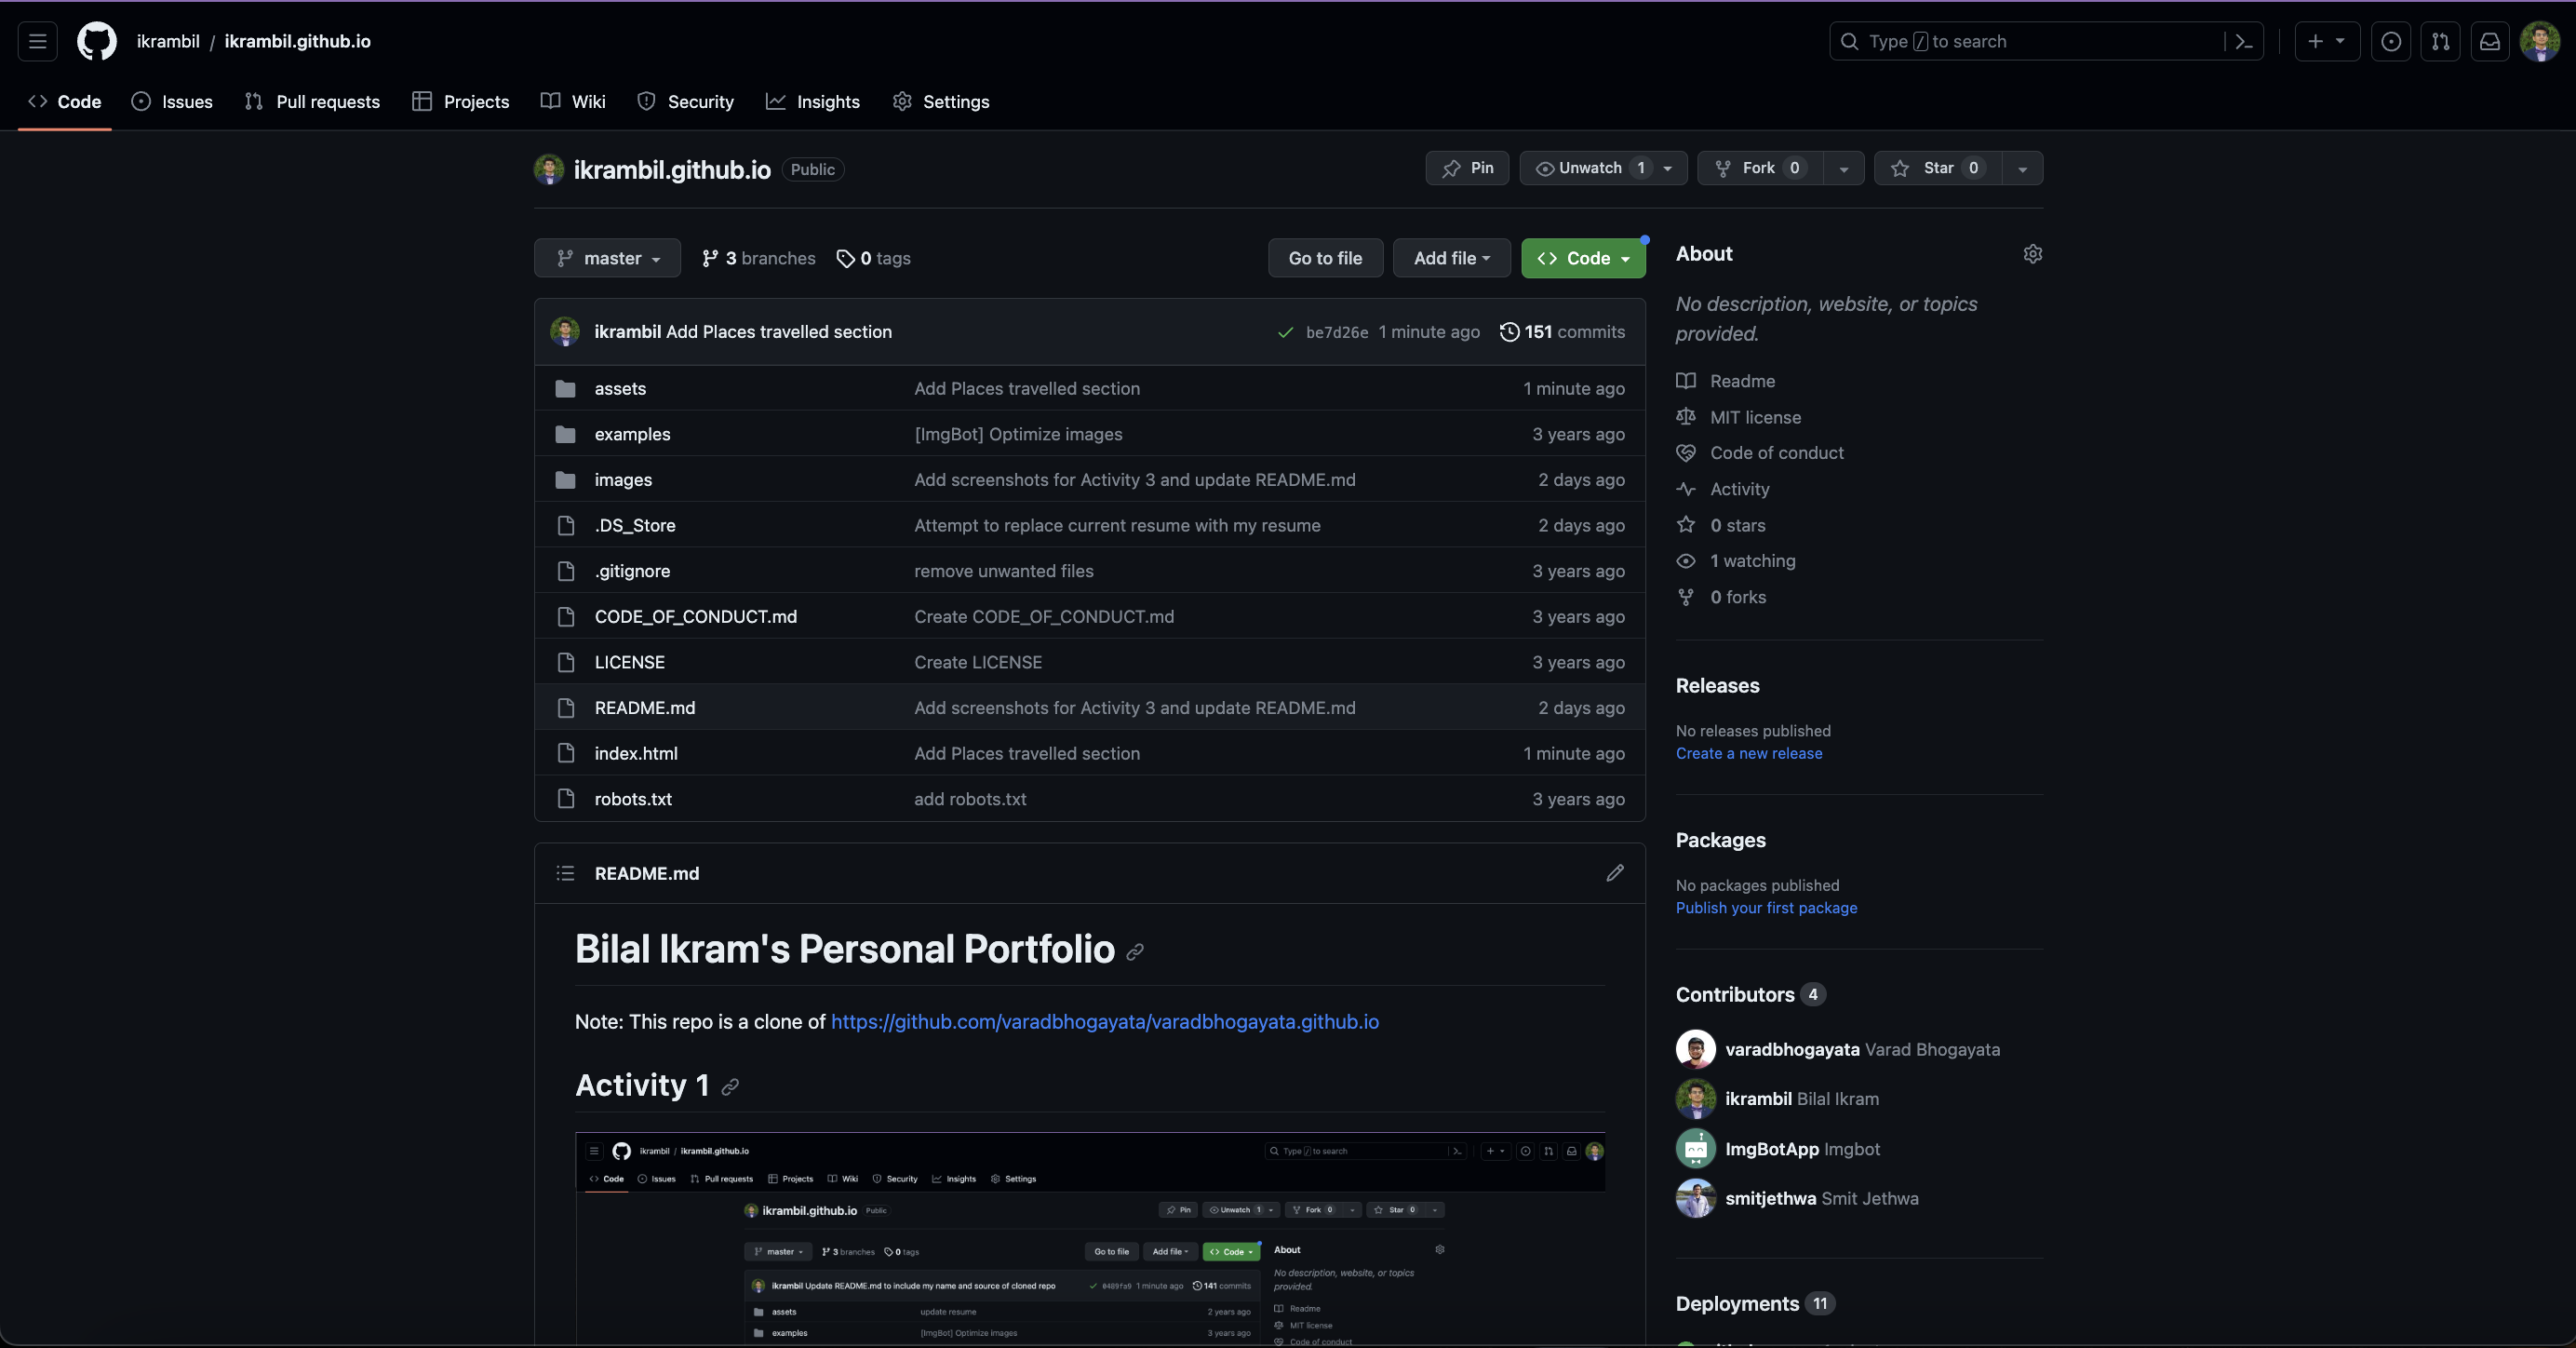 ikrambil / ikrambil.github.io
Type / to search
Code Issues Pull requests Projects Wiki Security Insights Settings
ikrambil.github.io Public
Pin Unwatch 1 Fork 0 Star 0
master 3 branches 0 tags Go to file Add file Code
ikrambil Add Places travelled section be7d26e 1 minute ago 151 commits
assets Add Places travelled section 1 minute ago
examples [ImgBot] Optimize images 3 years ago
images Add screenshots for Activity 3 and update README.md 2 days ago
.DS_Store Attempt to replace current resume with my resume 2 days ago
.gitignore remove unwanted files 3 years ago
CODE_OF_CONDUCT.md Create CODE_OF_CONDUCT.md 3 years ago
LICENSE Create LICENSE 3 years ago
README.md Add screenshots for Activity 3 and update README.md 2 days ago
index.html Add Places travelled section 1 minute ago
robots.txt add robots.txt 3 years ago
README.md
Bilal Ikram's Personal Portfolio
Note: This repo is a clone of https://github.com/varadbhogayata/varadbhogayata.github.io
Activity 1
ikrambil / ikrambil.github.io Type / to search
Code Issues Pull requests Projects Wiki Security Insights Settings
ikrambil.github.io Public Pin Unwatch 1 Fork 0 Star 0
master 3 branches 0 tags Go to file Add file Code About
No description, website, or topics
provided.
ikrambil Update README.md to include my name and source of cloned repo 0489fa9 1 minute ago 141 commits
assets update resume 2 years ago
examples [ImgBot] Optimize images 3 years ago
Readme
MIT license
Code of conduct
About
No description, website, or topics
provided.
Readme
MIT license
Code of conduct
Activity
0 stars
1 watching
0 forks
Releases
No releases published
Create a new release
Packages
No packages published
Publish your first package
Contributors 4
varadbhogayata Varad Bhogayata
ikrambil Bilal Ikram
ImgBotApp Imgbot
smitjethwa Smit Jethwa
Deployments 11